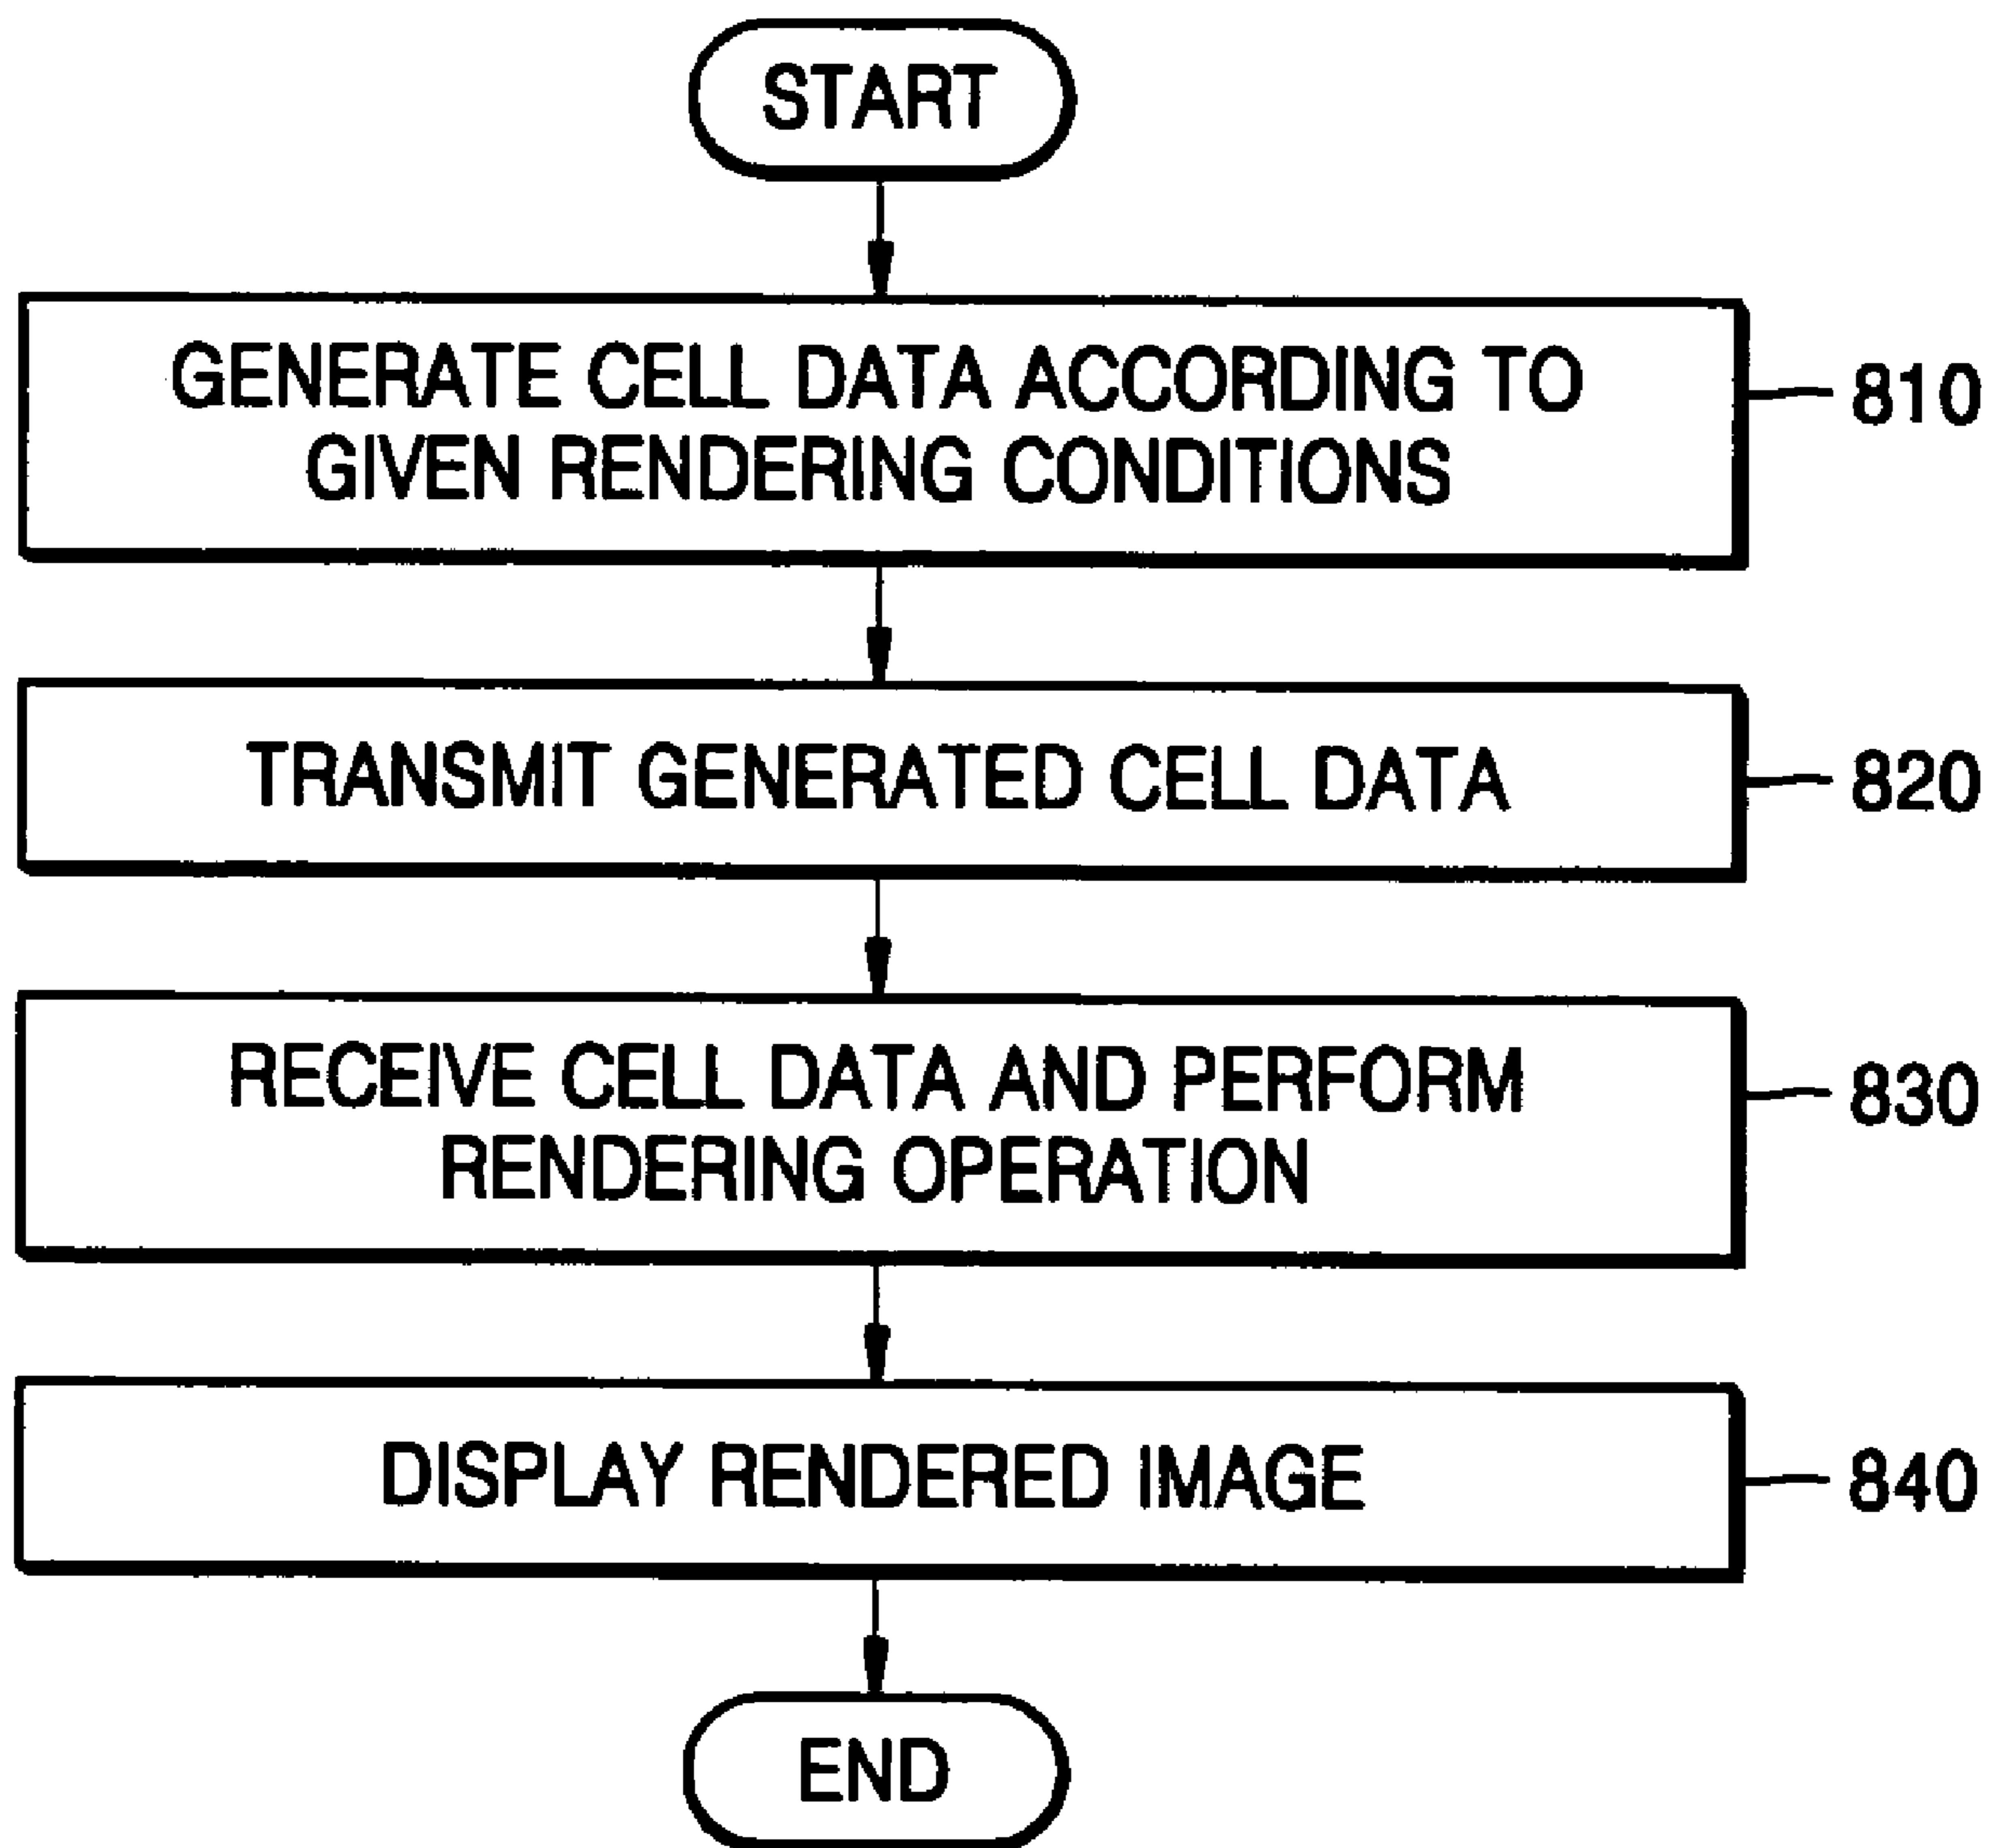 START
GENERATE CELL DATA ACCORDING TO
GIVEN RENDERING CONDITIONS
810
TRANSMIT GENERATED CELL DATA
820
RECEIVE CELL DATA AND PERFORM
RENDERING OPERATION
830
DISPLAY RENDERED IMAGE
840
END